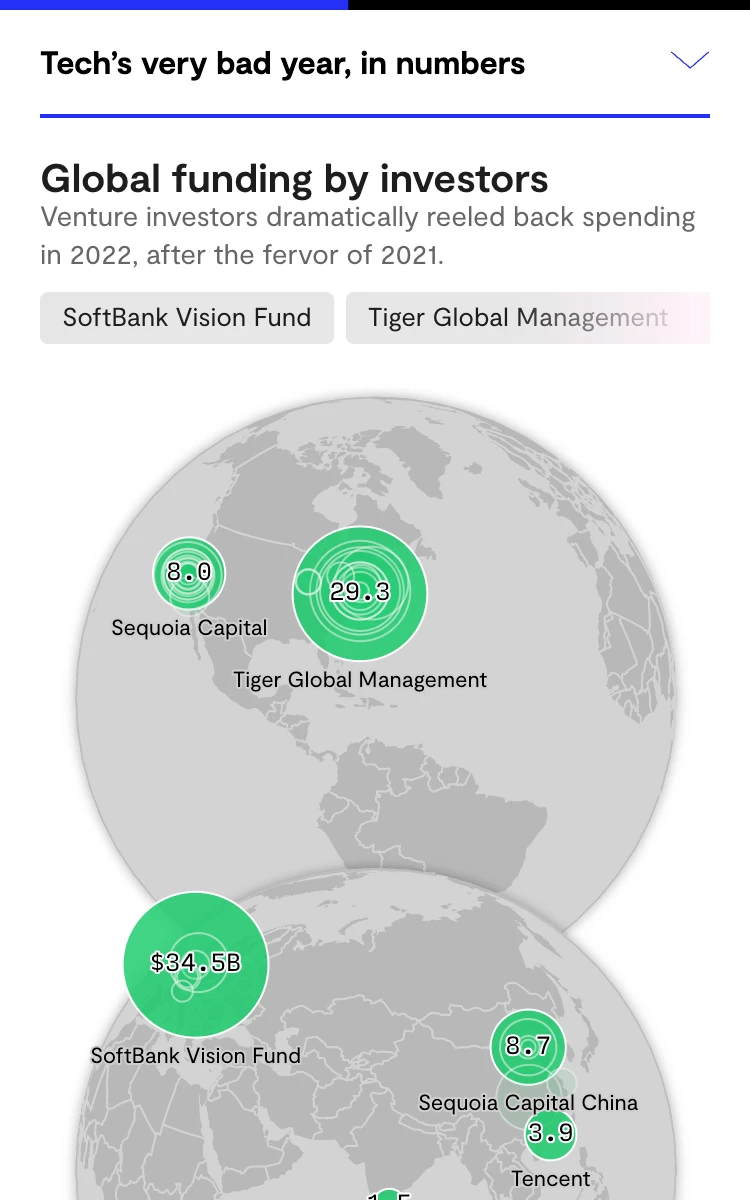 Tech’s very bad year, in numbers
Global funding by investors
Venture investors dramatically reeled back spending
in 2022, after the fervor of 2021.
SoftBank Vision Fund
Tiger Global Management
8.0
Sequoia Capital
29.3
Tiger Global Management
$34.5B
SoftBank Vision Fund
8.7
Sequoia Capital China
3.9
Tencent